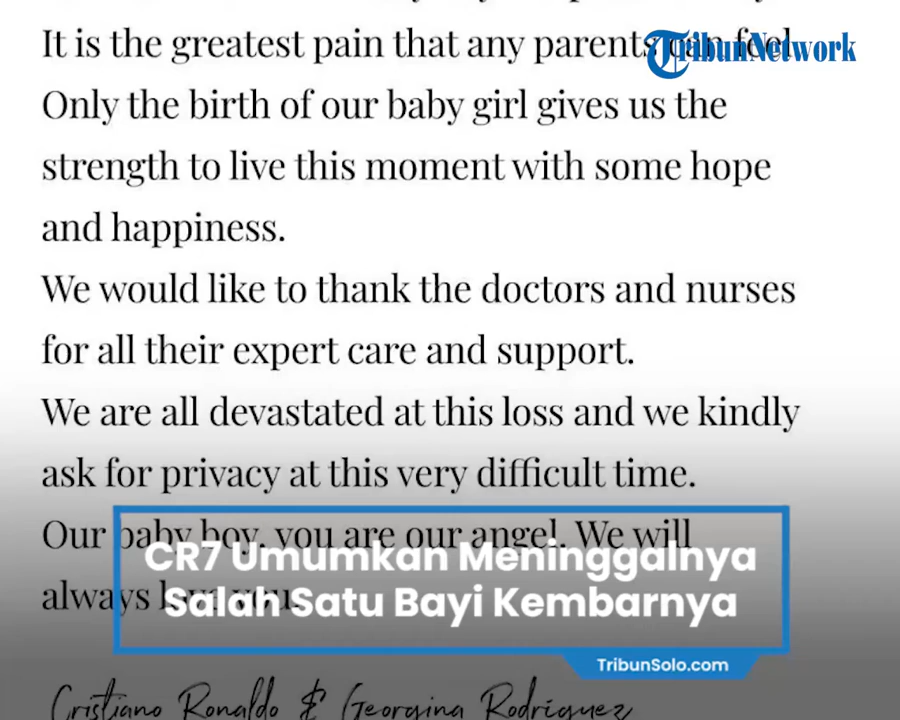 It is the greatest pain that any parents can feel.
TribunNetwork
Only the birth of our baby girl gives us the
strength to live this moment with some hope
and happiness.
We would like to thank the doctors and nurses
for all their expert care and support.
We are all devastated at this loss and we kindly
ask for privacy at this very difficult time.
Our baby boy, you are our angel. We will
always love you.
CR7 Umumkan Meninggalnya
Salah Satu Bayi Kembarnya
TribunSolo.com
Cristiano Ronaldo & Georgina Rodríguez